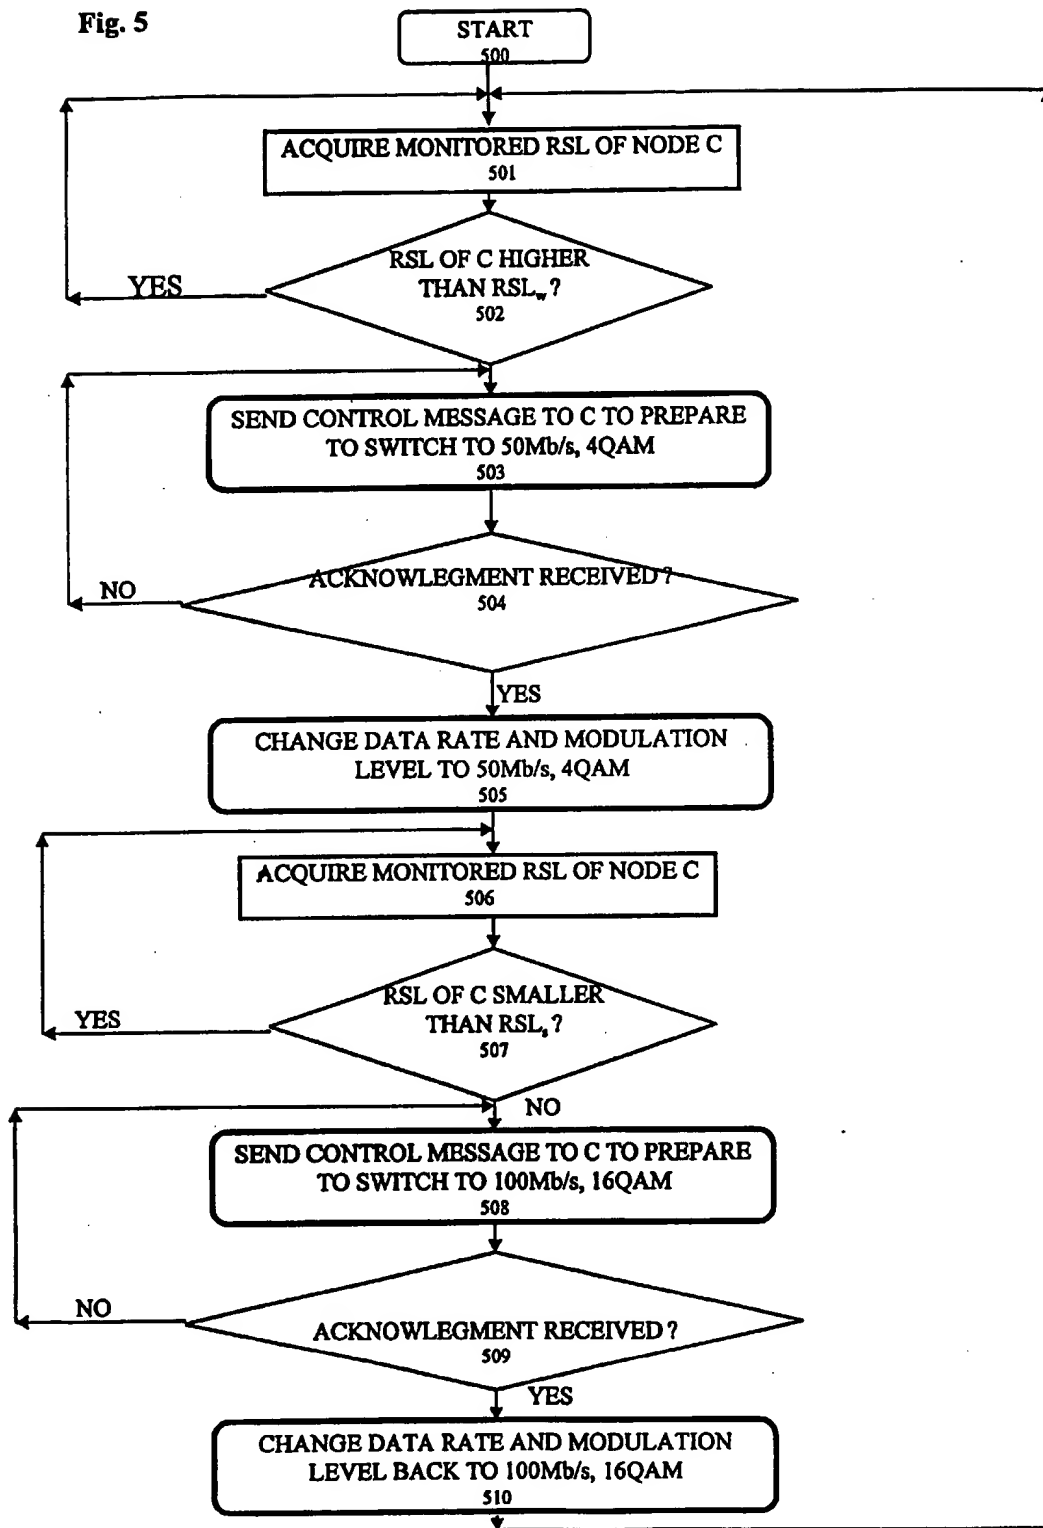 Fig. 5
START
500
ACQUIRE MONITORED RSL OF NODE C
501
RSL OF C HIGHER
THAN RSLw ?
502
YES
SEND CONTROL MESSAGE TO C TO PREPARE
TO SWITCH TO 50Mb/s, 4QAM
503
ACKNOWLEGMENT RECEIVED ?
504
NO
YES
CHANGE DATA RATE AND MODULATION
LEVEL TO 50Mb/s, 4QAM
505
ACQUIRE MONITORED RSL OF NODE C
506
RSL OF C SMALLER
THAN RSLs ?
507
YES
NO
SEND CONTROL MESSAGE TO C TO PREPARE
TO SWITCH TO 100Mb/s, 16QAM
508
NO
ACKNOWLEGMENT RECEIVED ?
509
YES
CHANGE DATA RATE AND MODULATION
LEVEL BACK TO 100Mb/s, 16QAM
510